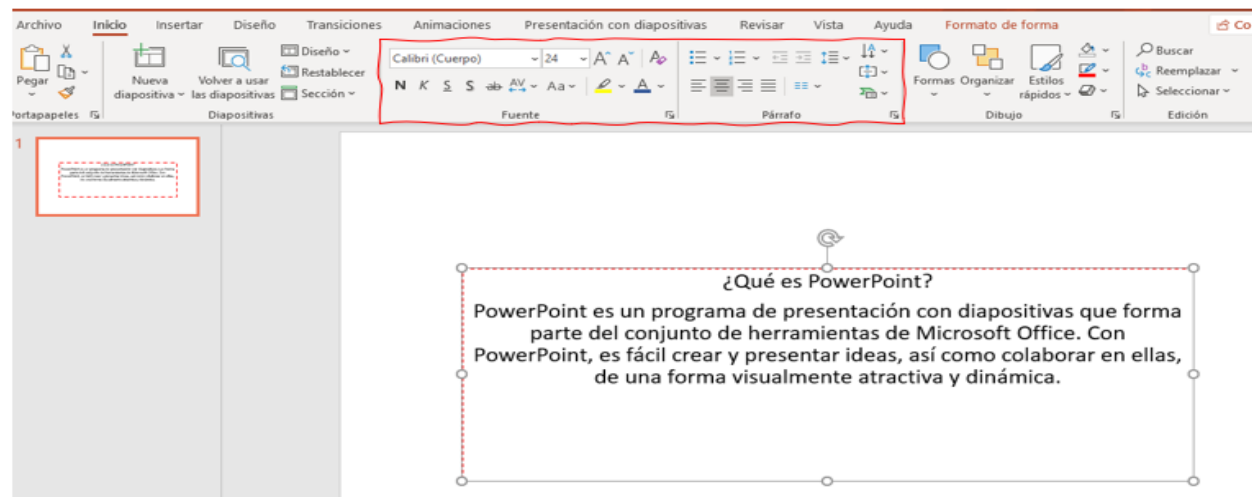 Archivo Inicio Insertar Diseño Transiciones Animaciones Presentación con diapositivas Revisar Vista Ayuda Formato de forma Co
Pegar
Nueva diapositiva
Volver a usar las diapositivas
Diseño
Restablecer
Sección
Calibri (Cuerpo) 24
N K S S ab AV Aa A
Formas Organizar Estilos rápidos
Buscar
Reemplazar
Seleccionar
Portapapeles Diapositivas Fuente Párrafo Dibujo Edición
1
¿Qué es PowerPoint?
PowerPoint es un programa de presentación con diapositivas que forma
parte del conjunto de herramientas de Microsoft Office. Con
PowerPoint, es fácil crear y presentar ideas, así como colaborar en ellas,
de una forma visualmente atractiva y dinámica.